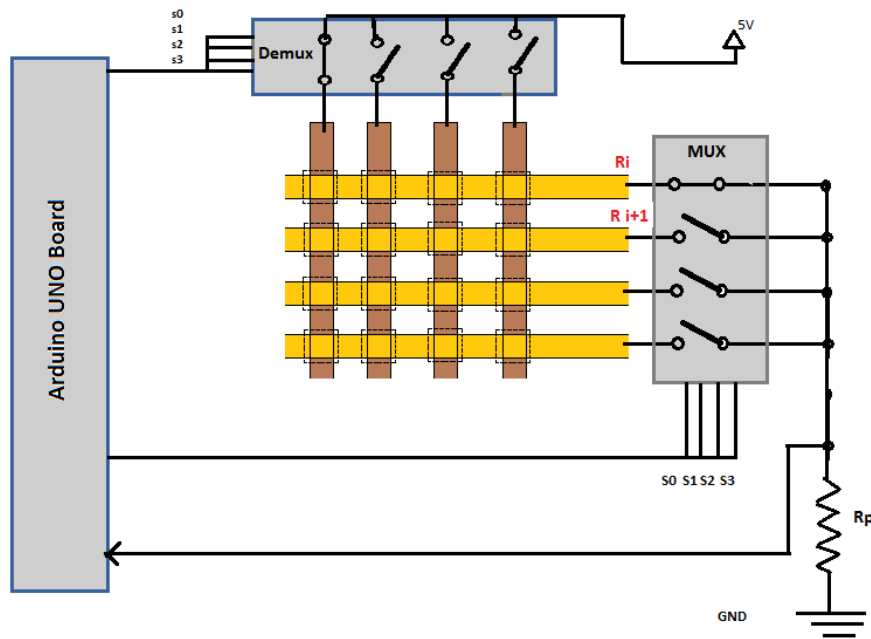 s0
s1
s2
s3
Demux
5V
Arduino UNO Board
Ri
R i+1
MUX
S0 S1 S2 S3
Rp
GND